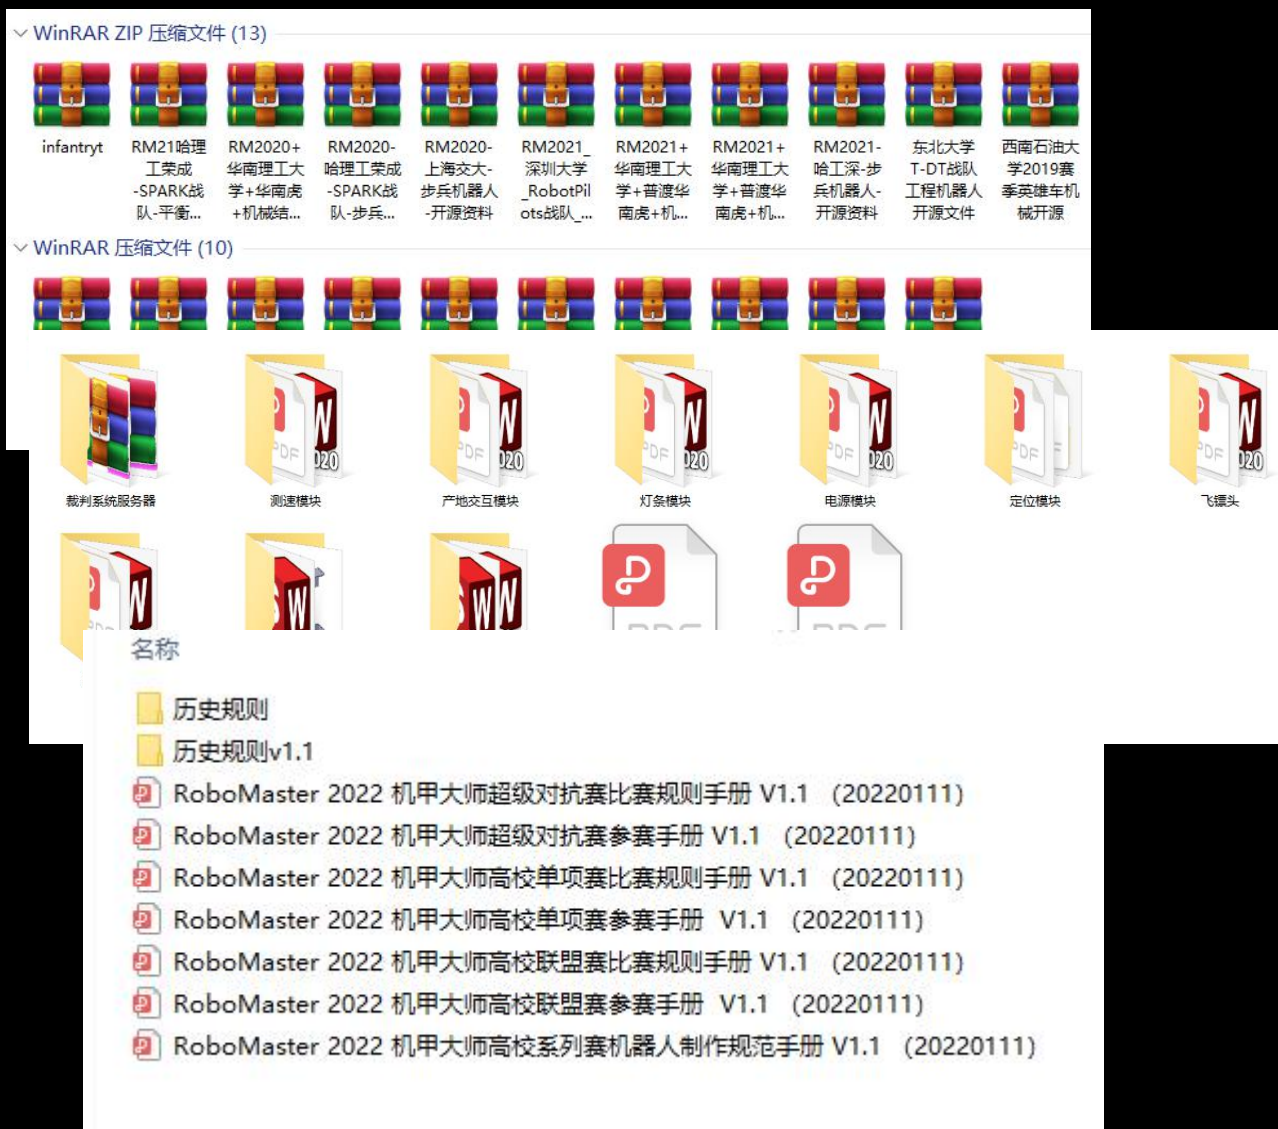 WinRAR ZIP 压缩文件 (13)
infantryt
RM21哈理
工荣成
-SPARK战
队-平衡...
RM2020+
华南理工大
学+华南虎
+机械结...
RM2020-
哈理工荣成
-SPARK战
队-步兵...
RM2020-
上海交大-
步兵机器人
-开源资料
RM2021_
深圳大学
_RobotPil
ots战队_...
RM2021+
华南理工大
学+普渡华
南虎+机...
RM2021+
华南理工大
学+普渡华
南虎+机...
RM2021-
哈工深-步
兵机器人-
开源资料
东北大学
T-DT战队
工程机器人
开源文件
西南石油大
学2019赛
季英雄车机
械开源
WinRAR 压缩文件 (10)
裁判系统服务器
测速模块
产地交互模块
灯条模块
电源模块
定位模块
飞镖头
名称
历史规则
历史规则v1.1
RoboMaster 2022 机甲大师超级对抗赛比赛规则手册 V1.1 (20220111)
RoboMaster 2022 机甲大师超级对抗赛参赛手册 V1.1 (20220111)
RoboMaster 2022 机甲大师高校单项赛比赛规则手册 V1.1 (20220111)
RoboMaster 2022 机甲大师高校单项赛参赛手册 V1.1 (20220111)
RoboMaster 2022 机甲大师高校联盟赛比赛规则手册 V1.1 (20220111)
RoboMaster 2022 机甲大师高校联盟赛参赛手册 V1.1 (20220111)
RoboMaster 2022 机甲大师高校系列赛机器人制作规范手册 V1.1 (20220111)